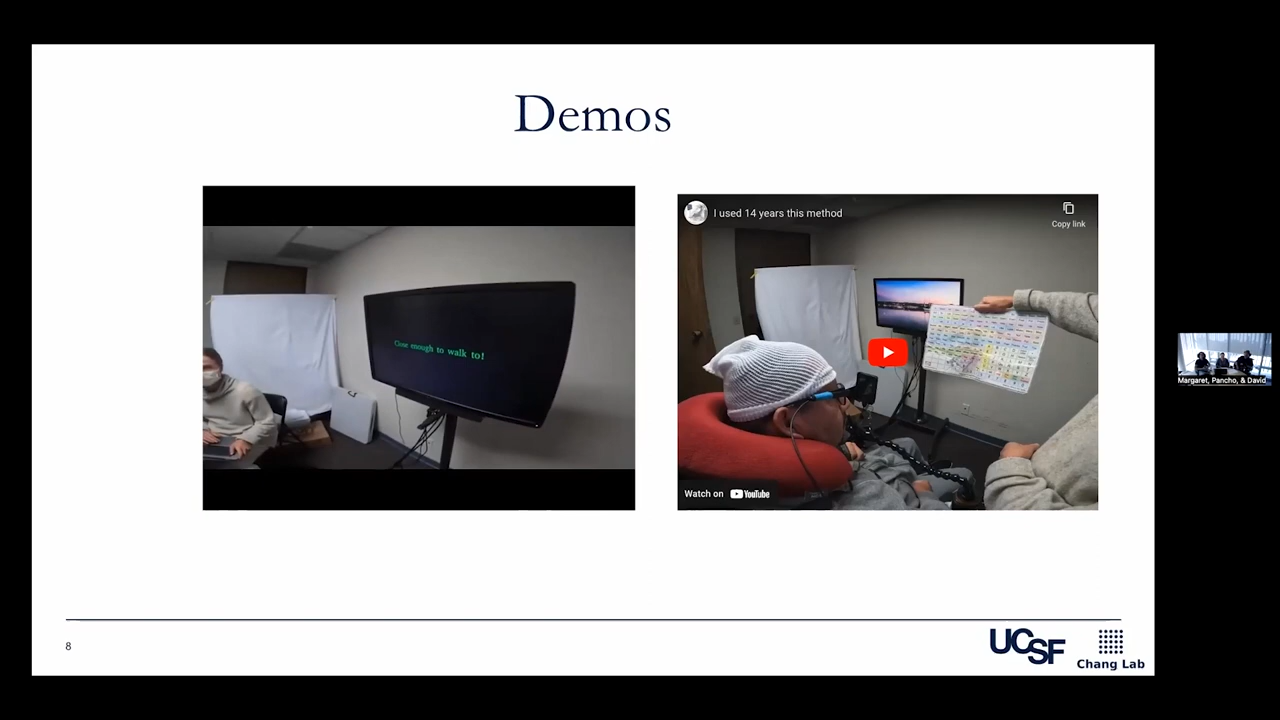 Demos
Close enough to walk to!
I used 14 years this method
Copy link
Watch on YouTube
8
UCSF
Chang Lab
Margaret, Pancho, & David